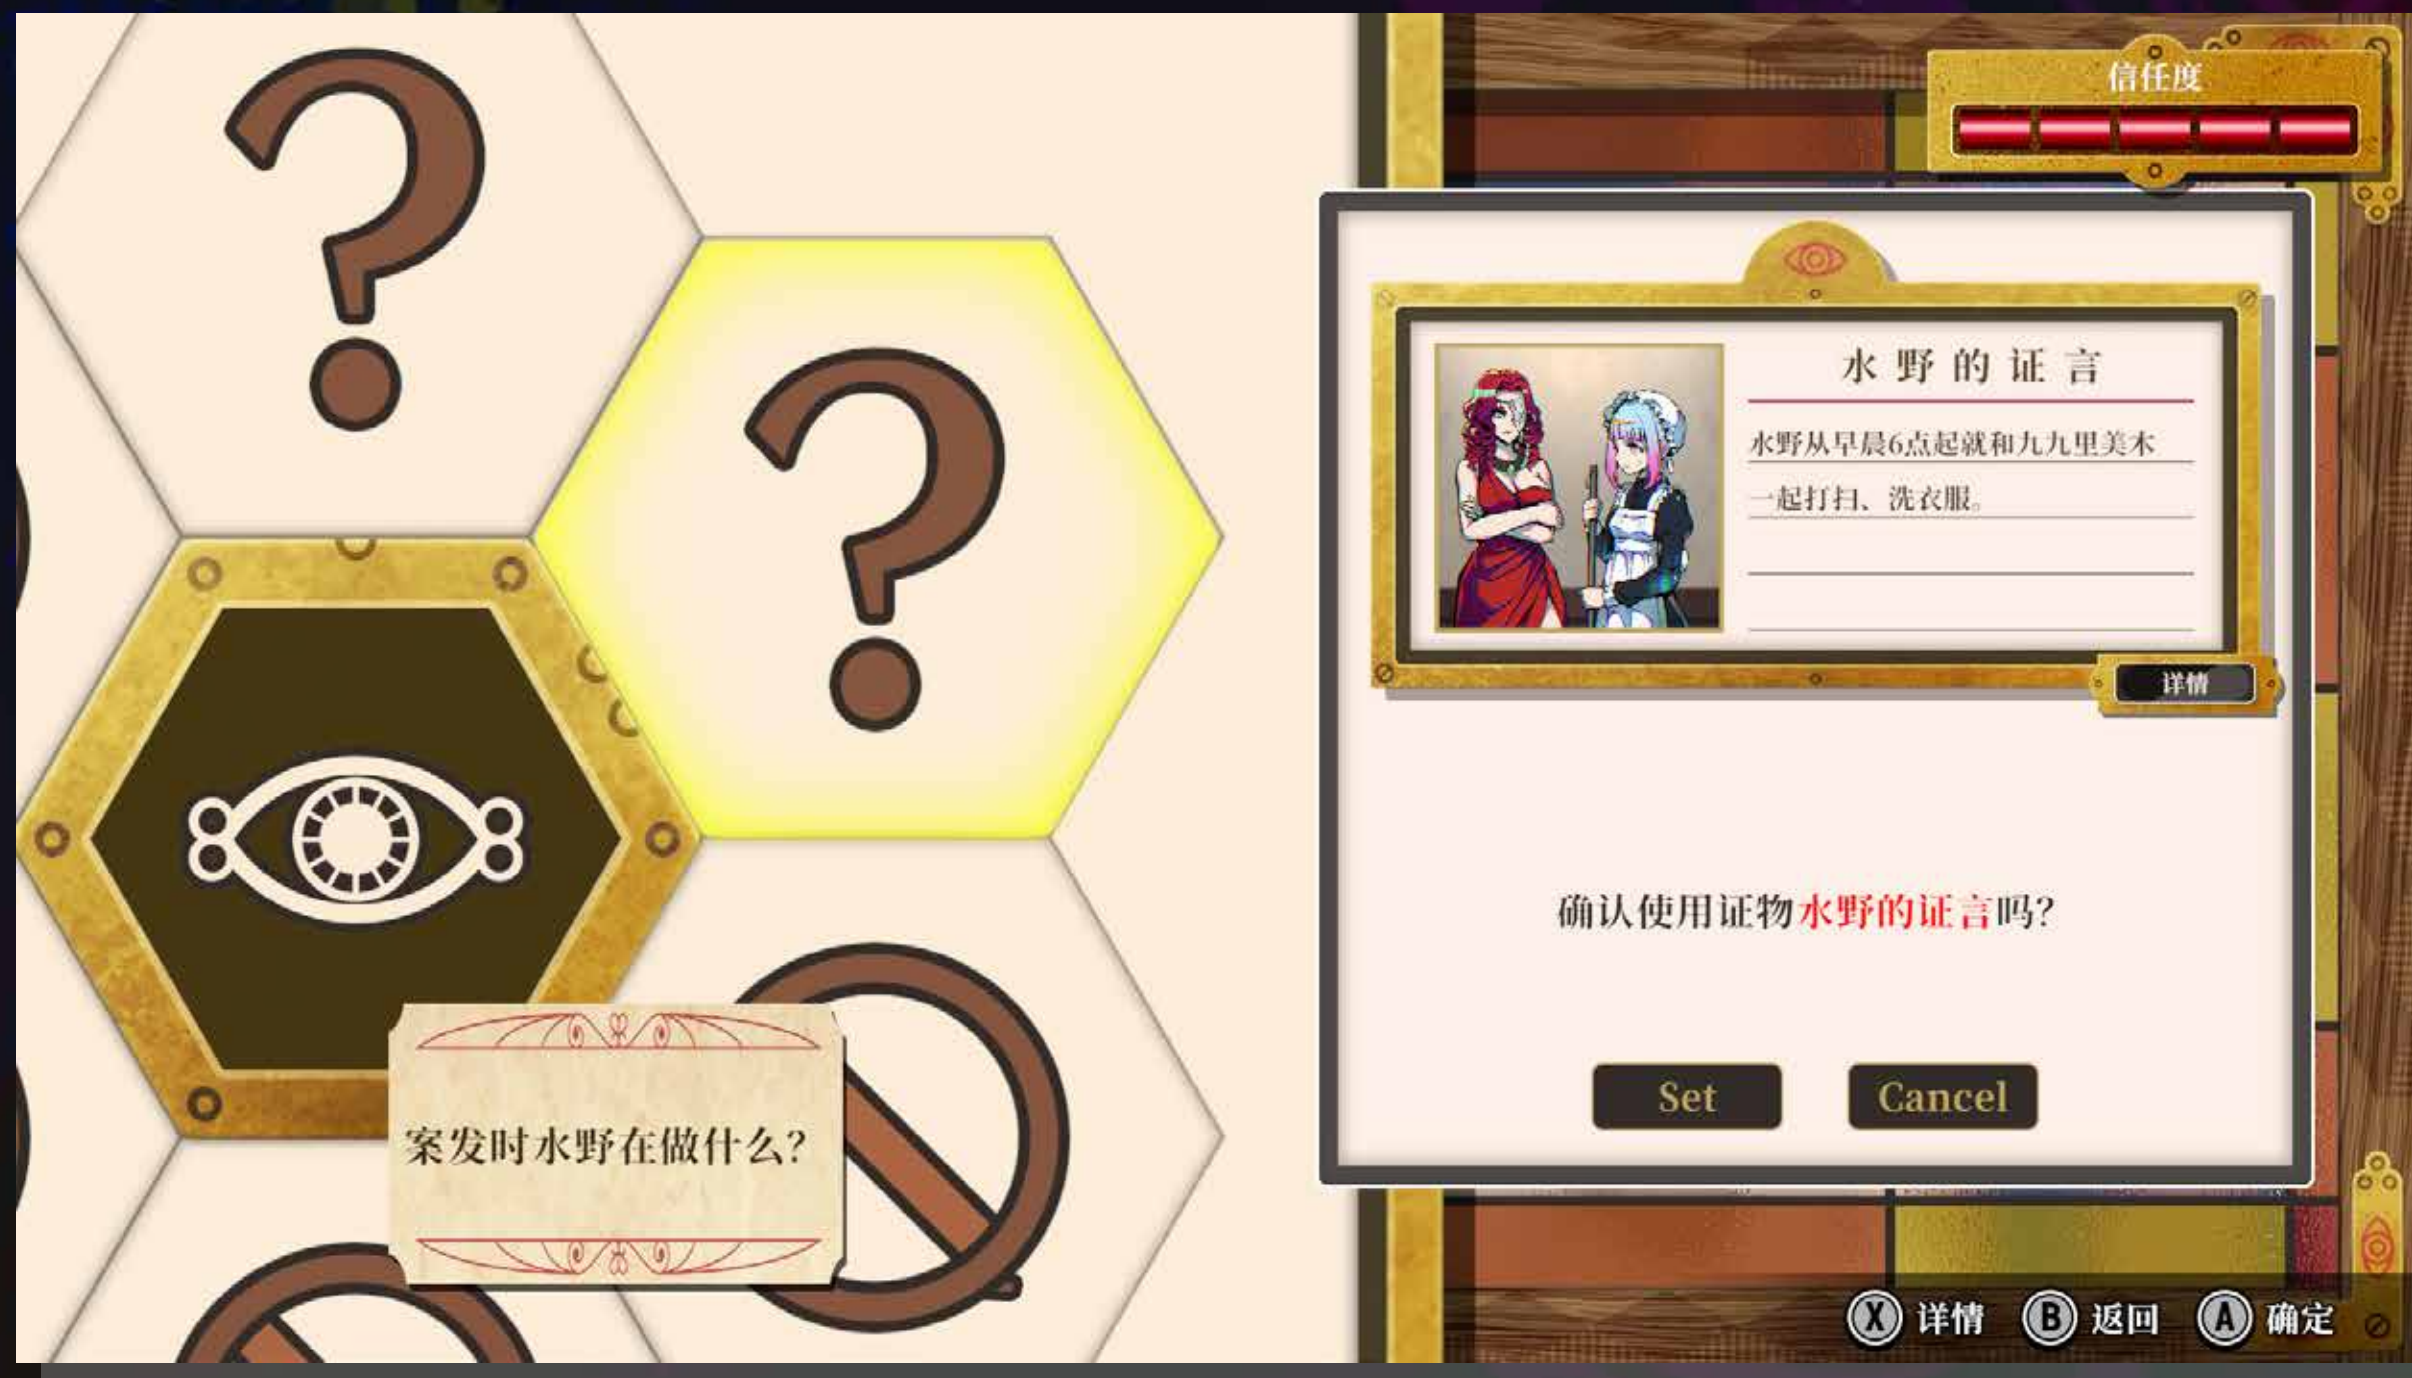 信任度
水野的证言
水野从早晨6点起就和九九里美木
一起打扫、洗衣服。
详情
确认使用证物水野的证言吗？
Set
Cancel
案发时水野在做什么？
X 详情 B 返回 A 确定